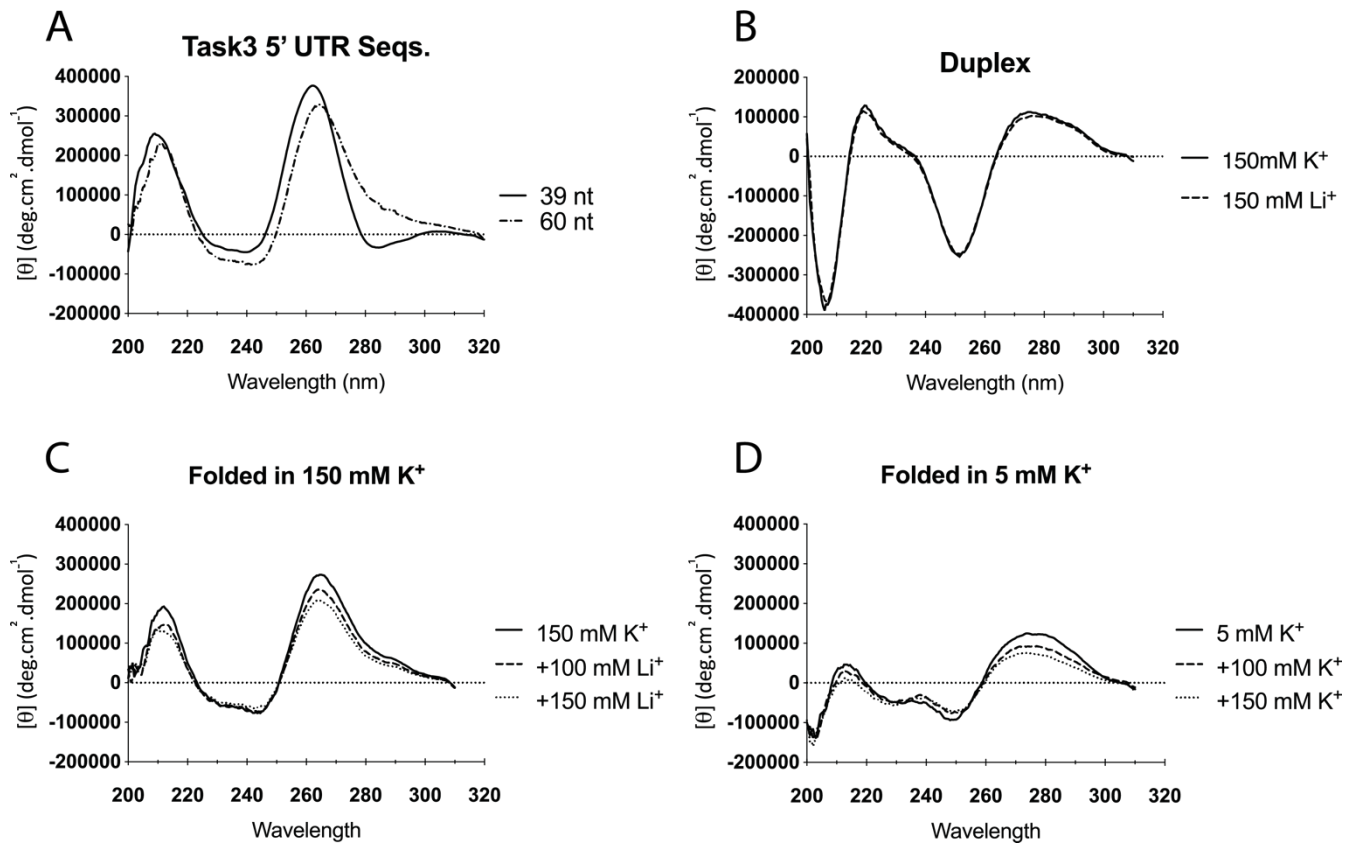 A
Task3 5' UTR Seqs.
[θ] (deg.cm².dmol⁻¹)
400000
300000
200000
100000
0
-100000
-200000
200 220 240 260 280 300 320
Wavelength (nm)
39 nt
60 nt
B
Duplex
[θ] (deg.cm².dmol⁻¹)
200000
100000
0
-100000
-200000
-300000
-400000
200 220 240 260 280 300 320
Wavelength (nm)
150mM K⁺
150 mM Li⁺
C
Folded in 150 mM K⁺
[θ] (deg.cm².dmol⁻¹)
400000
300000
200000
100000
0
-100000
-200000
200 220 240 260 280 300 320
Wavelength
150 mM K⁺
+100 mM Li⁺
+150 mM Li⁺
D
Folded in 5 mM K⁺
[θ] (deg.cm².dmol⁻¹)
400000
300000
200000
100000
0
-100000
-200000
200 220 240 260 280 300 320
Wavelength
5 mM K⁺
+100 mM K⁺
+150 mM K⁺